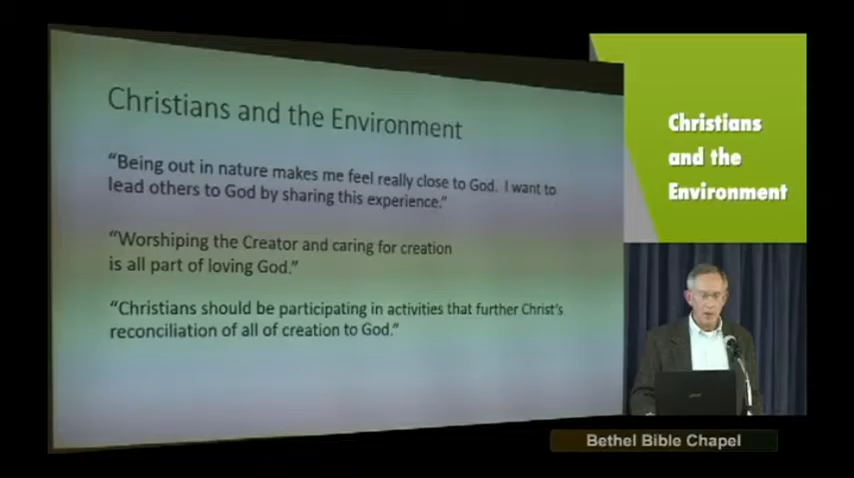 Christians and the Environment
“Being out in nature makes me feel really close to God. I want to
lead others to God by sharing this experience.”
“Worshiping the Creator and caring for creation
is all part of loving God.”
“Christians should be participating in activities that further Christ’s
reconciliation of all of creation to God.”
Christians
and the
Environment
Bethel Bible Chapel